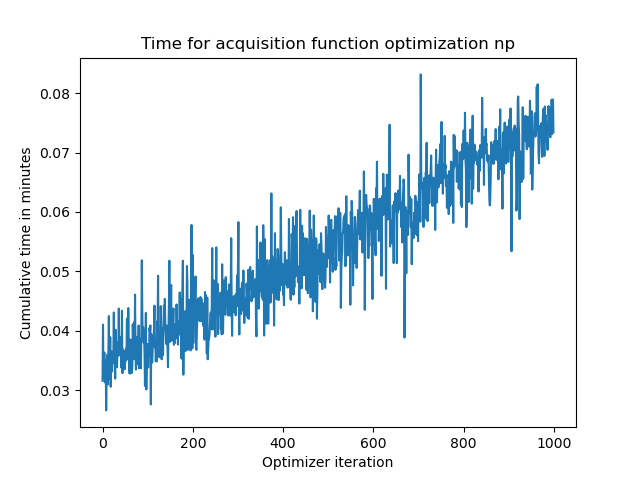 Time for acquisition function optimization np
0.08
0.07
0.06
0.05
0.04
0.03
Cumulative time in minutes
0 200 400 600 800 1000
Optimizer iteration